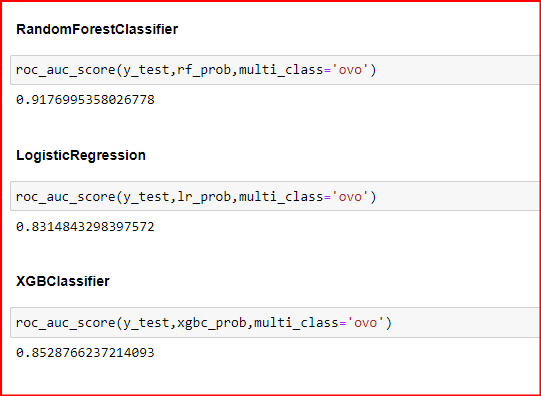 RandomForestClassifier
roc_auc_score(y_test,rf_prob,multi_class='ovo')
0.9176995358026778
LogisticRegression
roc_auc_score(y_test,lr_prob,multi_class='ovo')
0.8314843298397572
XGBClassifier
roc_auc_score(y_test,xgbc_prob,multi_class='ovo')
0.8528766237214093